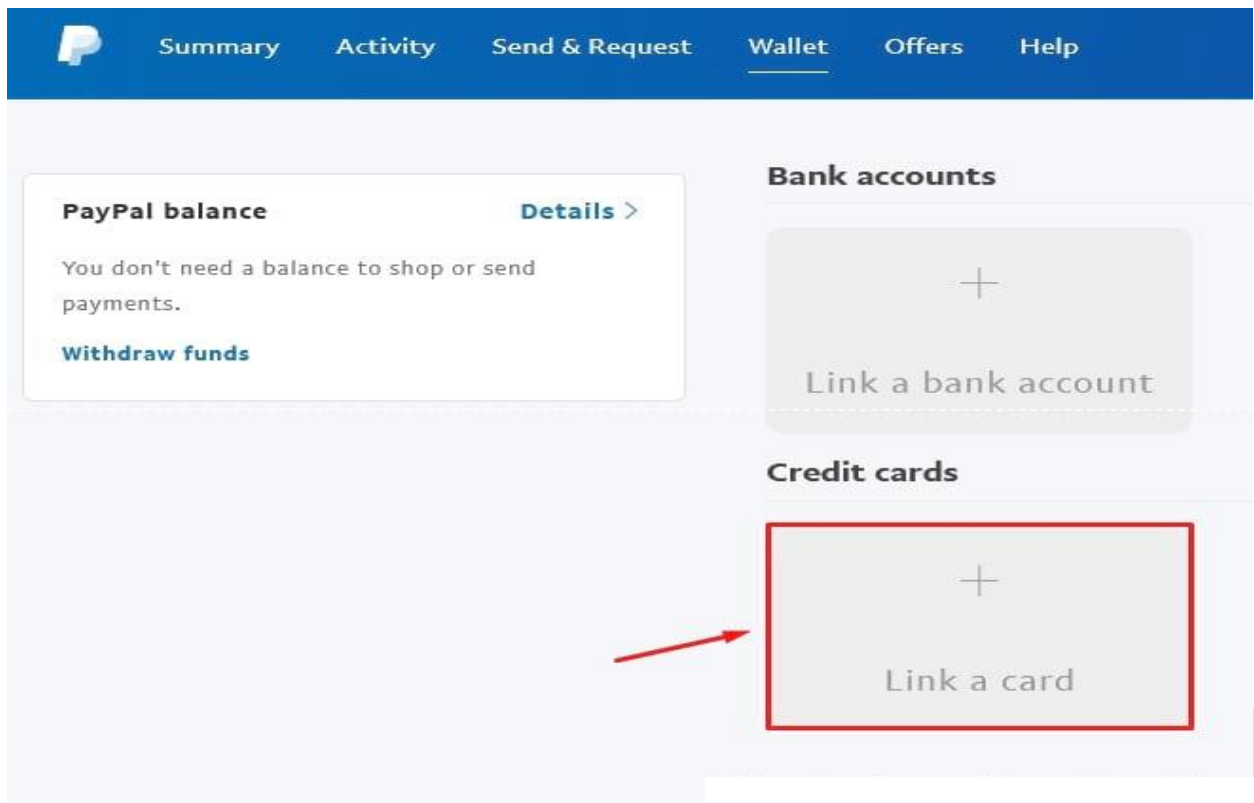 Summary Activity Send & Request Wallet Offers Help
PayPal balance Details >
You don't need a balance to shop or send
payments.
Withdraw funds
Bank accounts
+
Link a bank account
Credit cards
+
Link a card